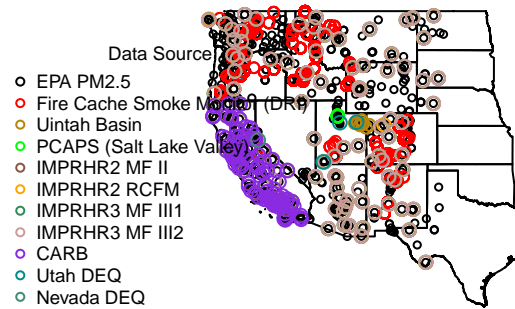 Data Source
EPA PM2.5
Fire Cache Smoke Monitor (DRI)
Uintah Basin
PCAPS (Salt Lake Valley)
IMPRHR2 MF II
IMPRHR2 RCFM
IMPRHR3 MF III1
IMPRHR3 MF III2
CARB
Utah DEQ
Nevada DEQ